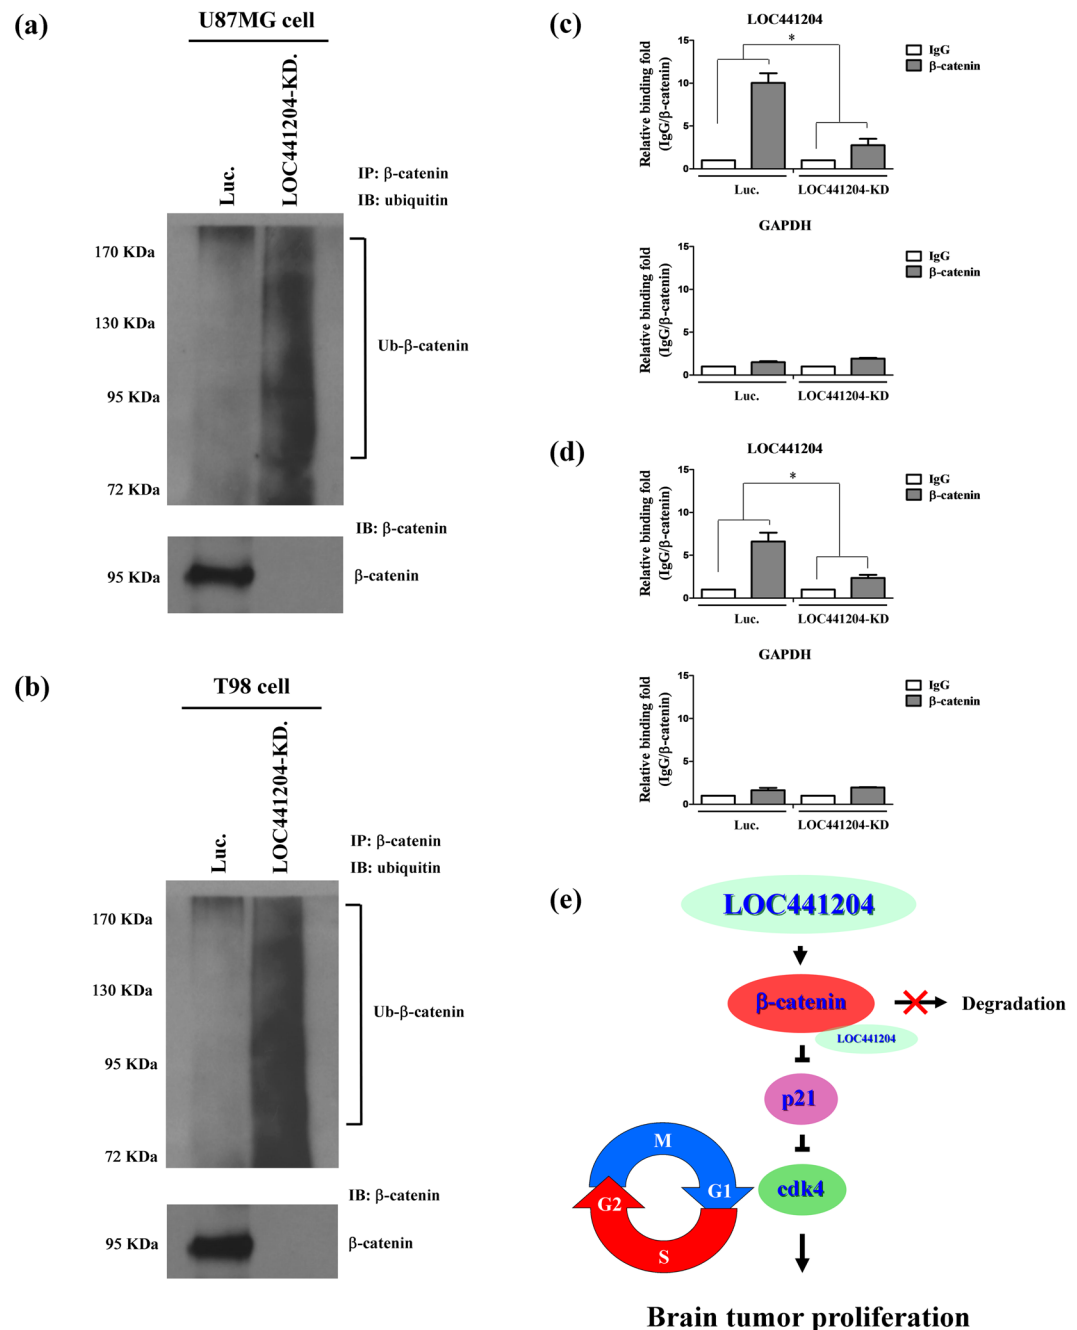 (a)
U87MG cell
Luc.
LOC441204-KD.
IP: β-catenin
IB: ubiquitin
170 KDa
130 KDa
95 KDa
72 KDa
Ub-β-catenin
IB: β-catenin
95 KDa
β-catenin
(b)
T98 cell
Luc.
LOC441204-KD.
IP: β-catenin
IB: ubiquitin
170 KDa
130 KDa
95 KDa
72 KDa
Ub-β-catenin
IB: β-catenin
95 KDa
β-catenin
(c)
LOC441204
Relative binding fold
(IgG/β-catenin)
15
10
5
0
*
IgG
β-catenin
Luc.
LOC441204-KD
GAPDH
Relative binding fold
(IgG/β-catenin)
15
10
5
0
IgG
β-catenin
Luc.
LOC441204-KD
(d)
LOC441204
Relative binding fold
(IgG/β-catenin)
15
10
5
0
*
IgG
β-catenin
Luc.
LOC441204-KD
GAPDH
Relative binding fold
(IgG/β-catenin)
15
10
5
0
IgG
β-catenin
Luc.
LOC441204-KD
(e)
LOC441204
β-catenin
Degradation
LOC441204
p21
cdk4
M
G1
G2
S
Brain tumor proliferation